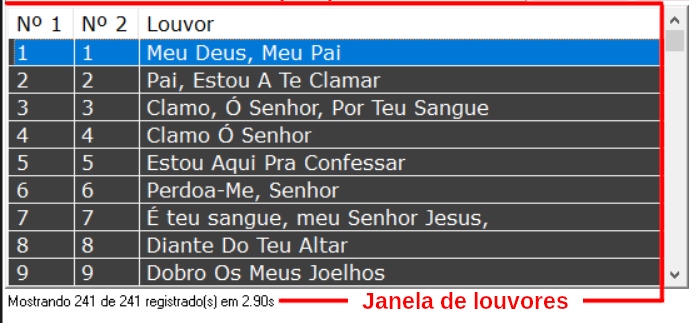 Nº 1 Nº 2 Louvor
1 1 Meu Deus, Meu Pai
2 2 Pai, Estou A Te Clamar
3 3 Clamo, Ó Senhor, Por Teu Sangue
4 4 Clamo Ó Senhor
5 5 Estou Aqui Pra Confessar
6 6 Perdoa-Me, Senhor
7 7 É teu sangue, meu Senhor Jesus,
8 8 Diante Do Teu Altar
9 9 Dobro Os Meus Joelhos
Mostrando 241 de 241 registrado(s) em 2.90s Janela de louvores